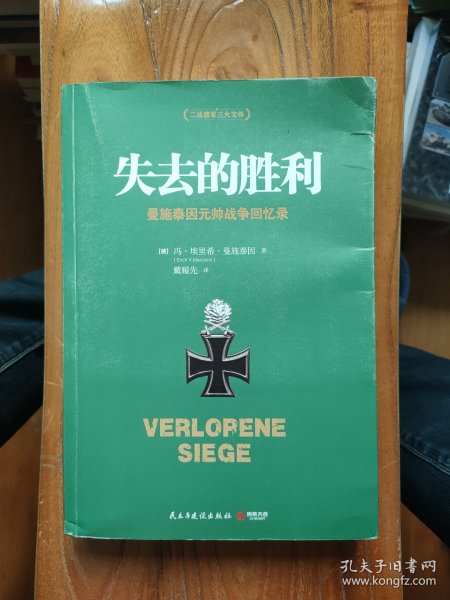 （二战德军三大文件）
失去的胜利
曼施泰因元帅战争回忆录
［德］ 冯·埃里希·曼施泰因 著
( Erich V.Manstein )
戴耀先 译
VERLORENE
SIEGE
民主与建设出版社
孔夫子旧书网
www.kongfz.com